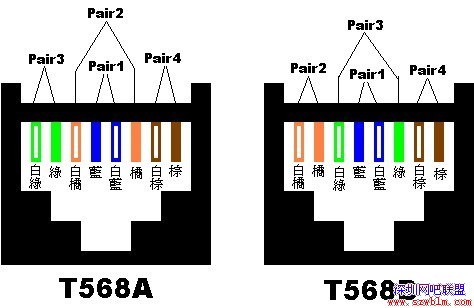 Pair2
Pair3
Pair1
Pair4
白綠 綠 白橘 藍 白藍 橘 白棕 棕
T568A
Pair3
Pair2
Pair1
Pair4
白橘 橘 白綠 藍 白藍 綠 白棕 棕
T568B
深圳网吧联盟
www.szwblm.com